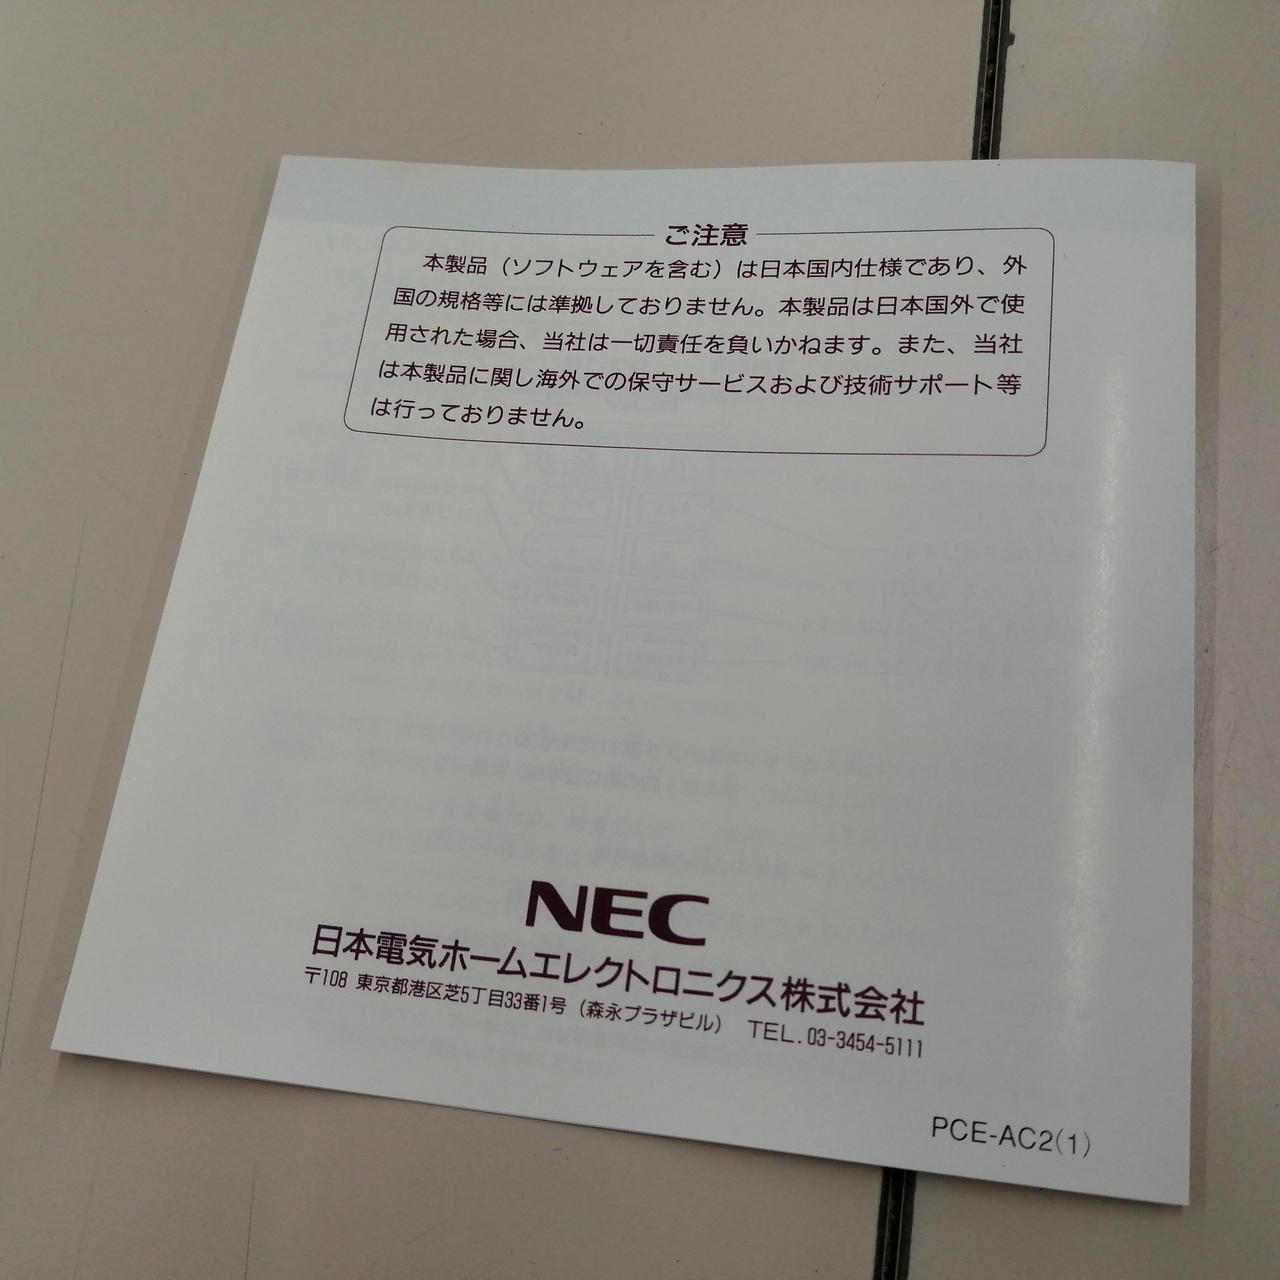 ご注意
本製品（ソフトウェアを含む）は日本国内仕様であり、外
国の規格等には準拠しておりません。本製品は日本国外で使
用された場合、当社は一切責任を負いかねます。また、当社
は本製品に関し海外での保守サービスおよび技術サポート等
は行っておりません。
NEC
日本電気ホームエレクトロニクス株式会社
〒108 東京都港区芝5丁目33番1号（森永プラザビル） TEL. 03-3454-5111
PCE-AC2(1)